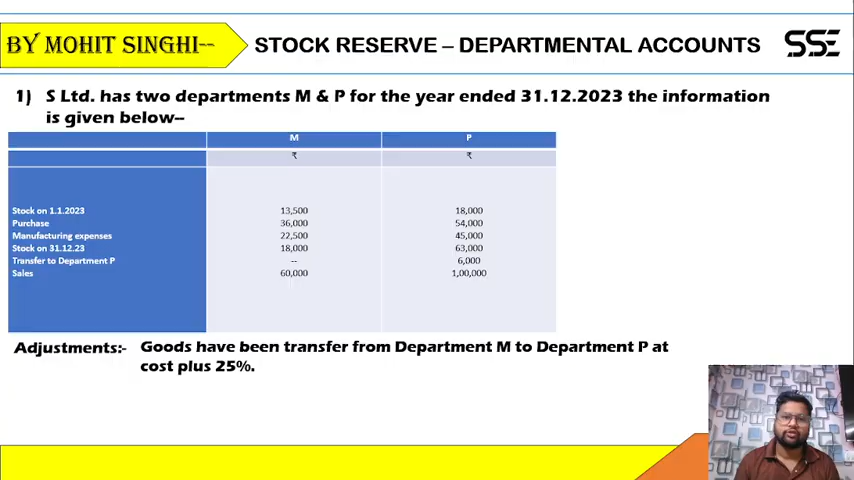 BY MOHIT SINGHI--
STOCK RESERVE – DEPARTMENTAL ACCOUNTS
SSE
1) S Ltd. has two departments M & P for the year ended 31.12.2023 the information
is given below--
M P
₹ ₹
Stock on 1.1.2023 13,500 18,000
Purchase 36,000 54,000
Manufacturing expenses 22,500 45,000
Stock on 31.12.23 18,000 63,000
Transfer to Department P -- 6,000
Sales 60,000 1,00,000
Adjustments:- Goods have been transfer from Department M to Department P at
cost plus 25%.